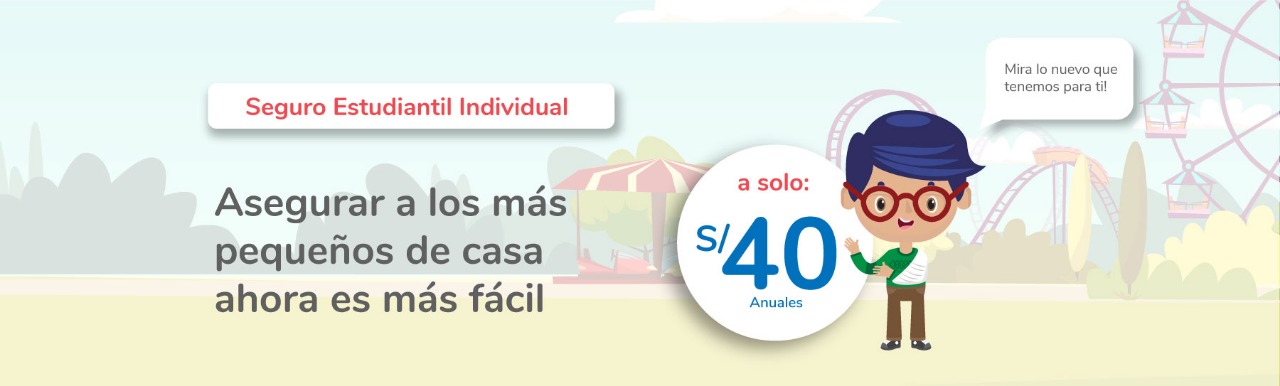 Seguro Estudiantil Individual
Asegurar a los más
pequeños de casa
ahora es más fácil
a solo:
S/40
Anuales
Mira lo nuevo que
tenemos para ti!